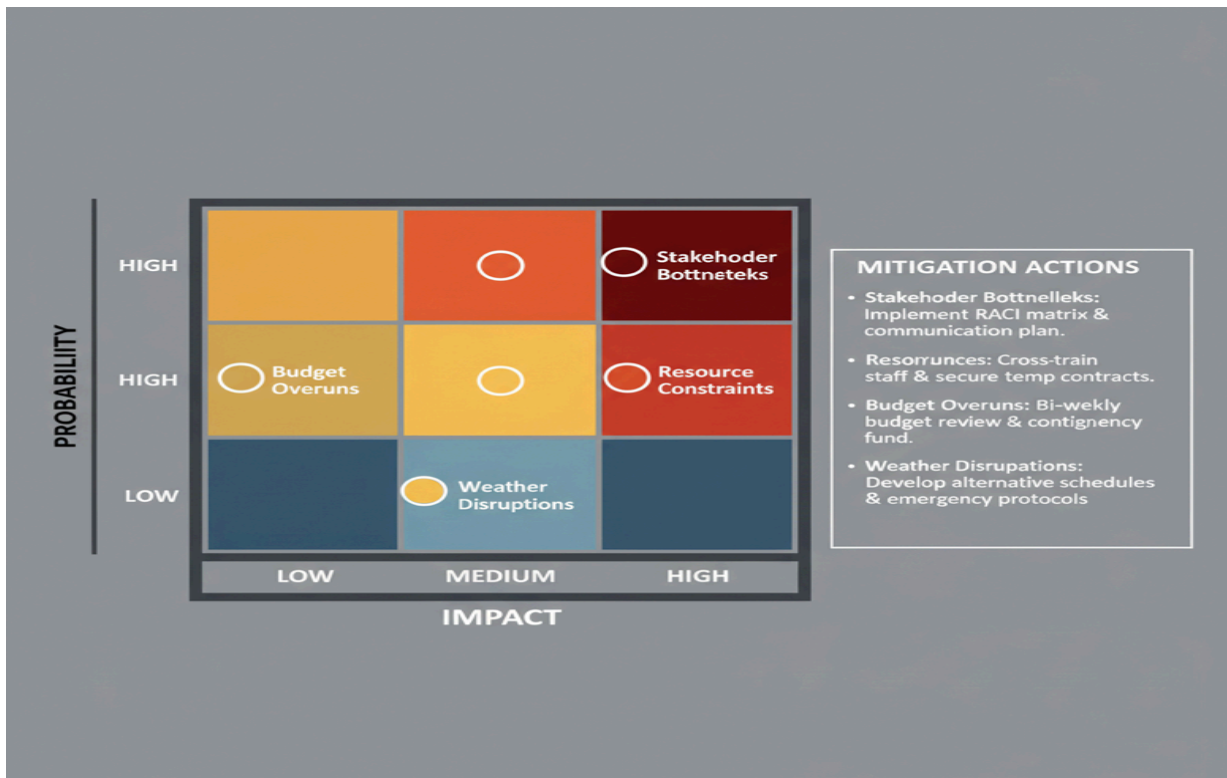 PROBABILIITY
HIGH
Stakehoder
Bottneteks
HIGH
Budget
Overuns
Resource
Constraints
LOW
Weather
Disruptions
LOW MEDIUM HIGH
IMPACT
MITIGATION ACTIONS
• Stakehoder Bottnelleks:
Implement RACI matrix &
communication plan.
• Resorrunces: Cross-train
staff & secure temp contracts.
• Budget Overuns: Bi-wekly
budget review & contignency
fund.
• Weather Disrupations:
Develop alternative schedules
& emergency protocols